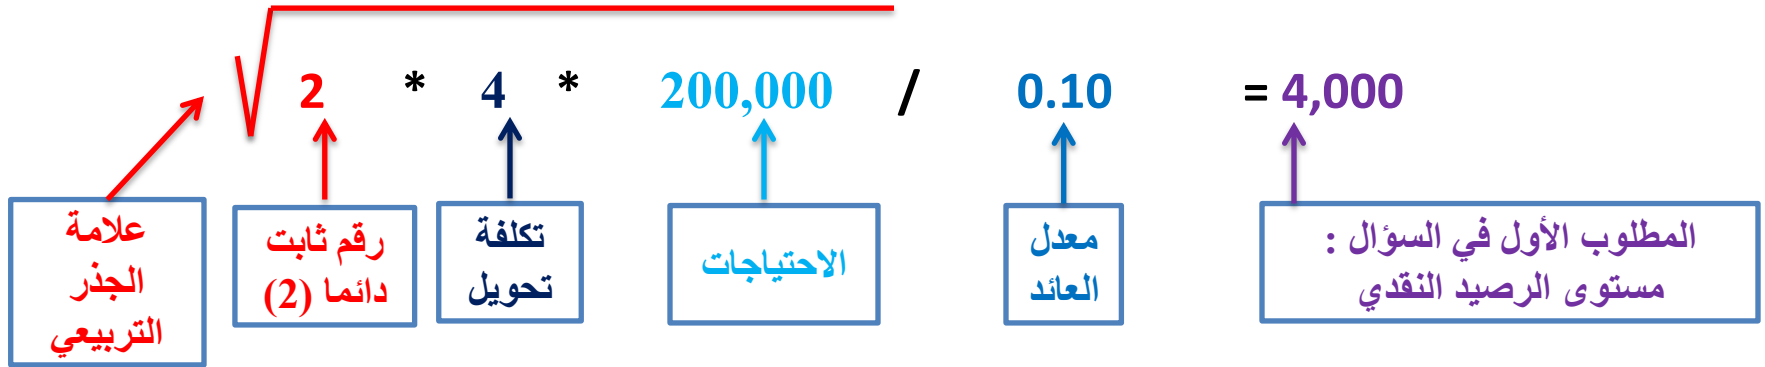 2 * 4 * 200,000 / 0.10 = 4,000
علامة
الجذر
التربيعي
رقم ثابت
دائما (2)
تكلفة
تحويل
الاحتياجات
معدل
العائد
المطلوب الأول في السؤال :
مستوى الرصيد النقدي